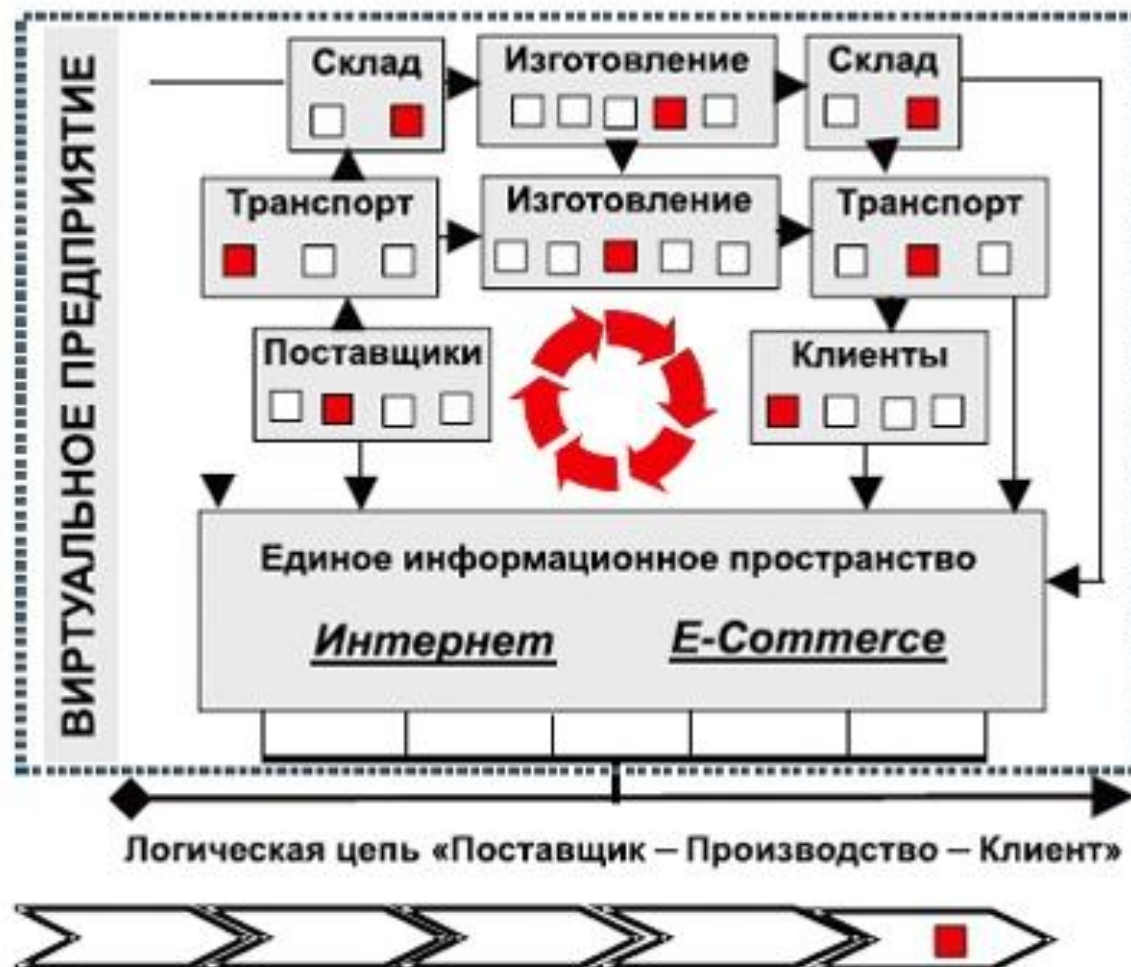 ВИРТУАЛЬНОЕ ПРЕДПРИЯТИЕ
Склад
Изготовление
Склад
Транспорт
Изготовление
Транспорт
Поставщики
Клиенты
Единое информационное пространство
Интернет
E-Commerce
Логическая цепь «Поставщик – Производство – Клиент»